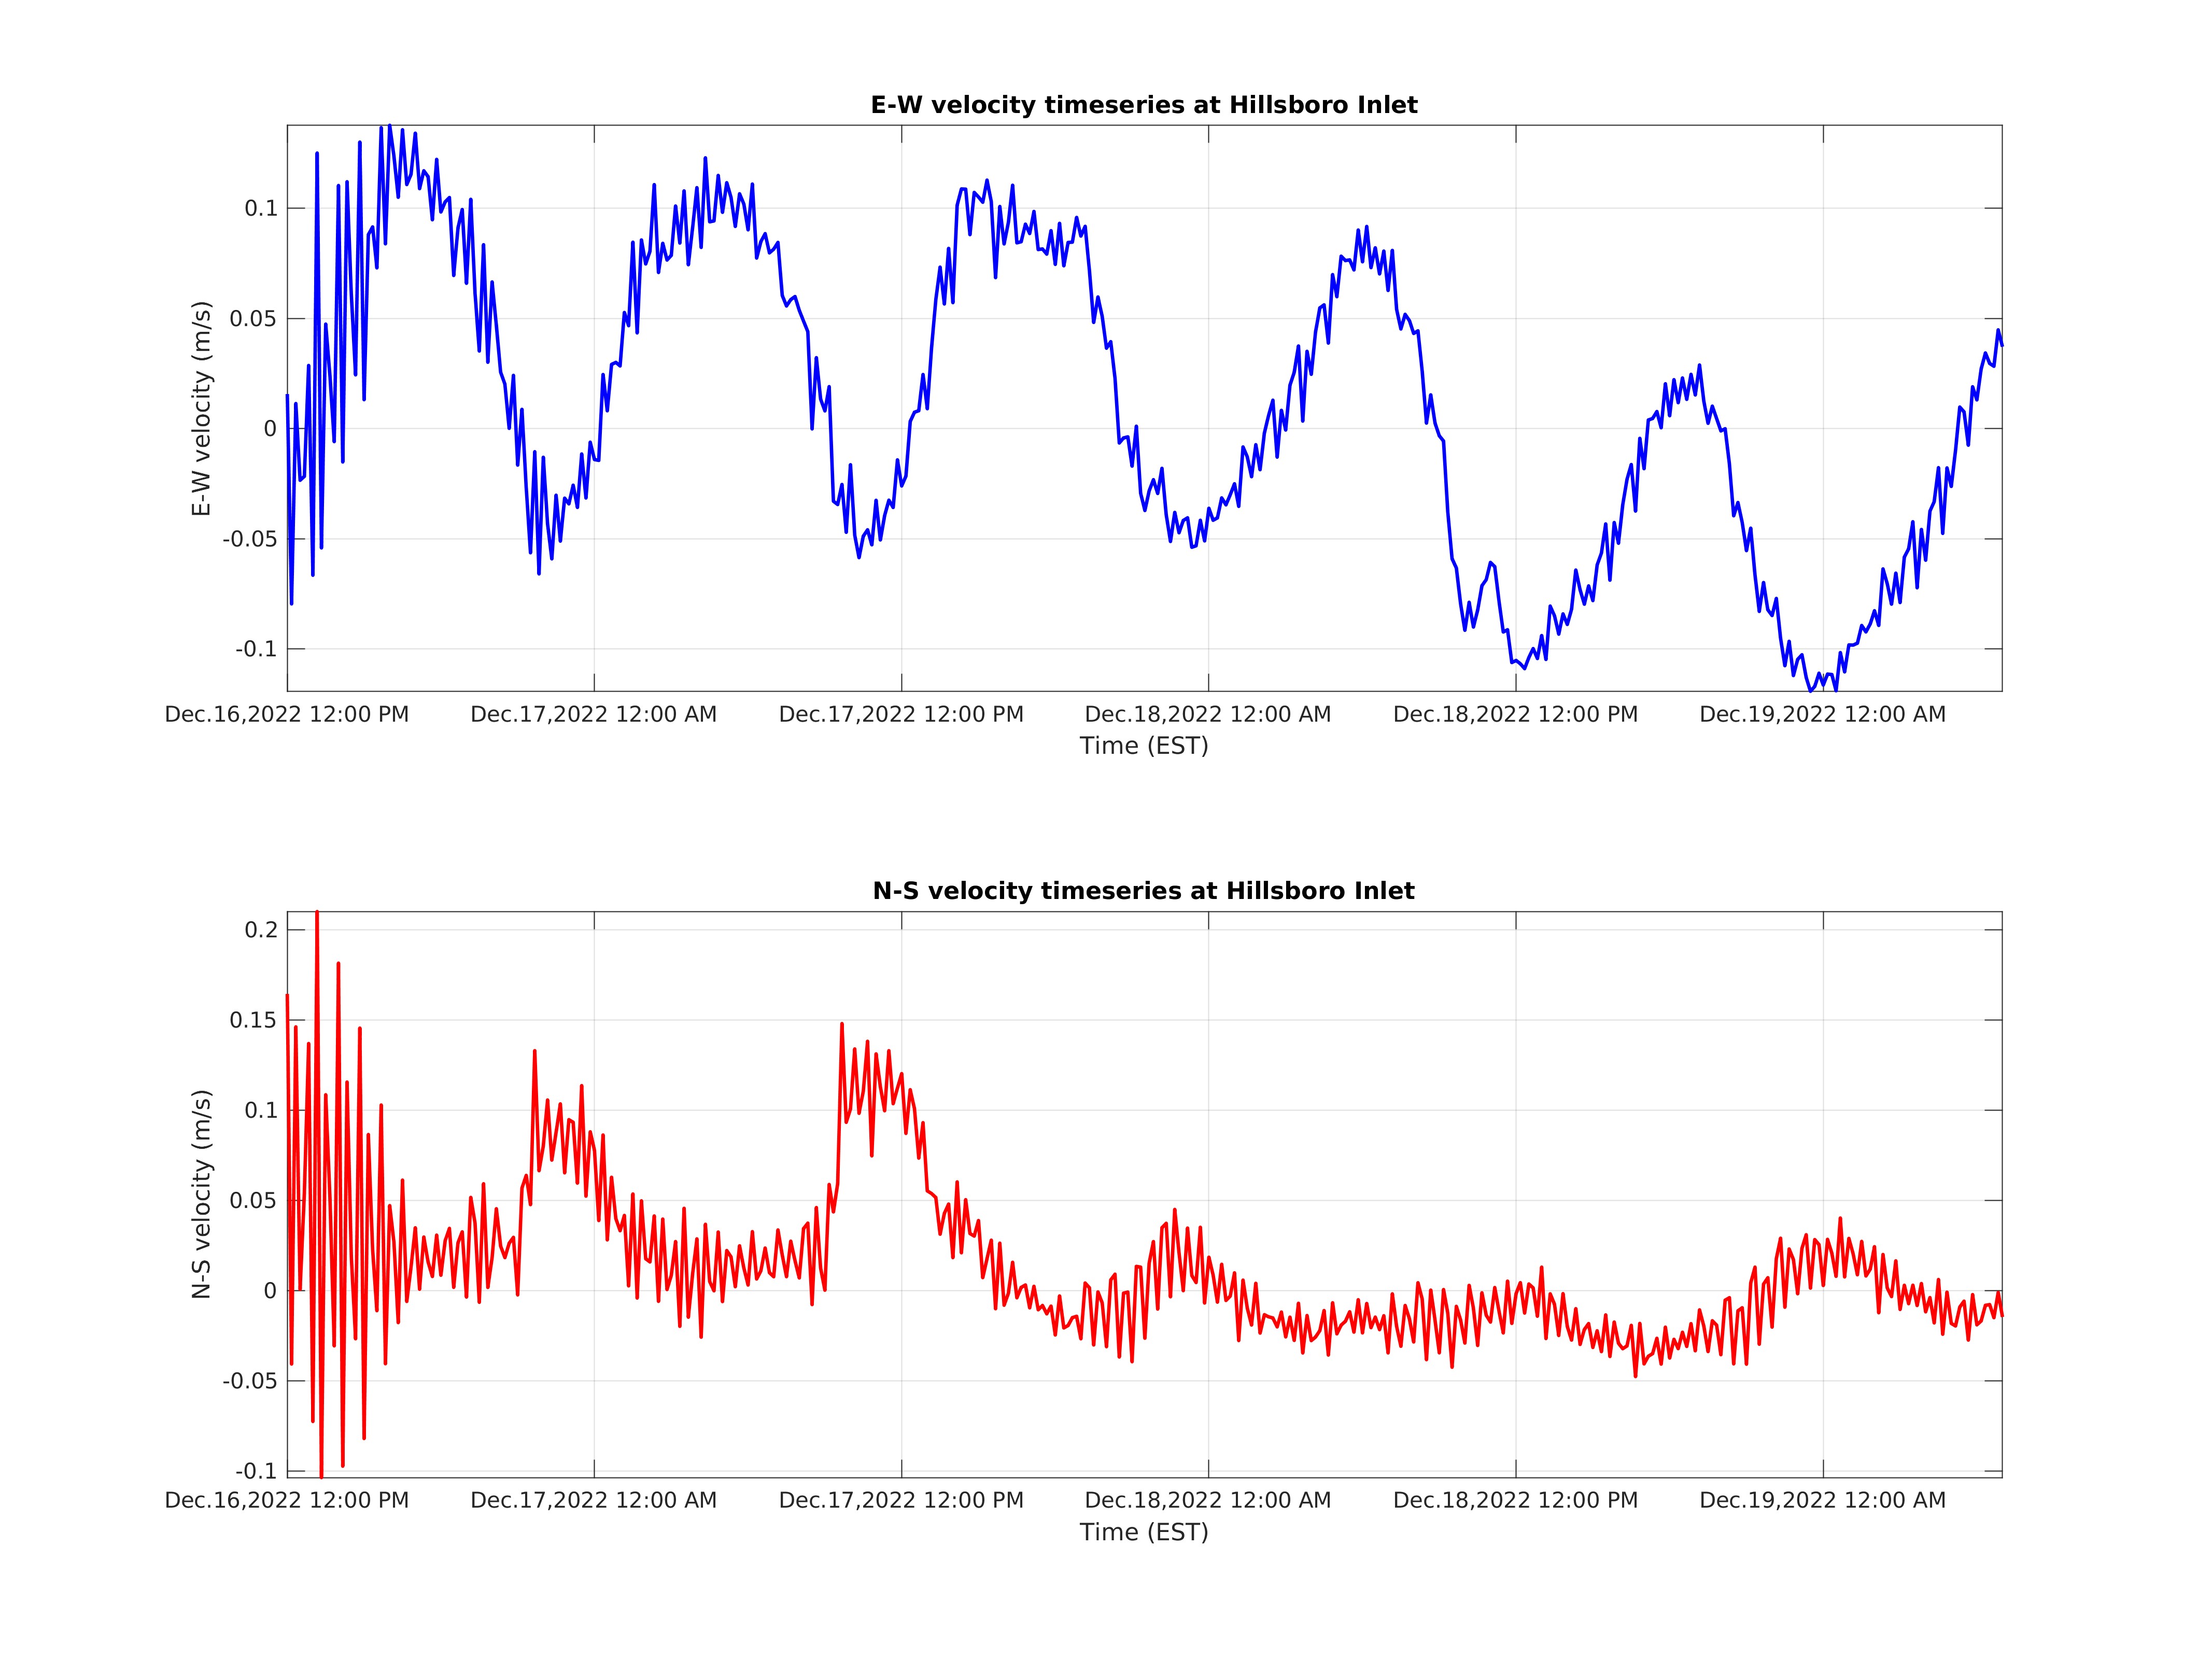 E-W velocity timeseries at Hillsboro Inlet
E-W velocity (m/s)
0.1
0.05
0
-0.05
-0.1
Dec.16,2022 12:00 PM Dec.17,2022 12:00 AM Dec.17,2022 12:00 PM Dec.18,2022 12:00 AM Dec.18,2022 12:00 PM Dec.19,2022 12:00 AM
Time (EST)
N-S velocity timeseries at Hillsboro Inlet
N-S velocity (m/s)
0.2
0.15
0.1
0.05
0
-0.05
-0.1
Dec.16,2022 12:00 PM Dec.17,2022 12:00 AM Dec.17,2022 12:00 PM Dec.18,2022 12:00 AM Dec.18,2022 12:00 PM Dec.19,2022 12:00 AM
Time (EST)